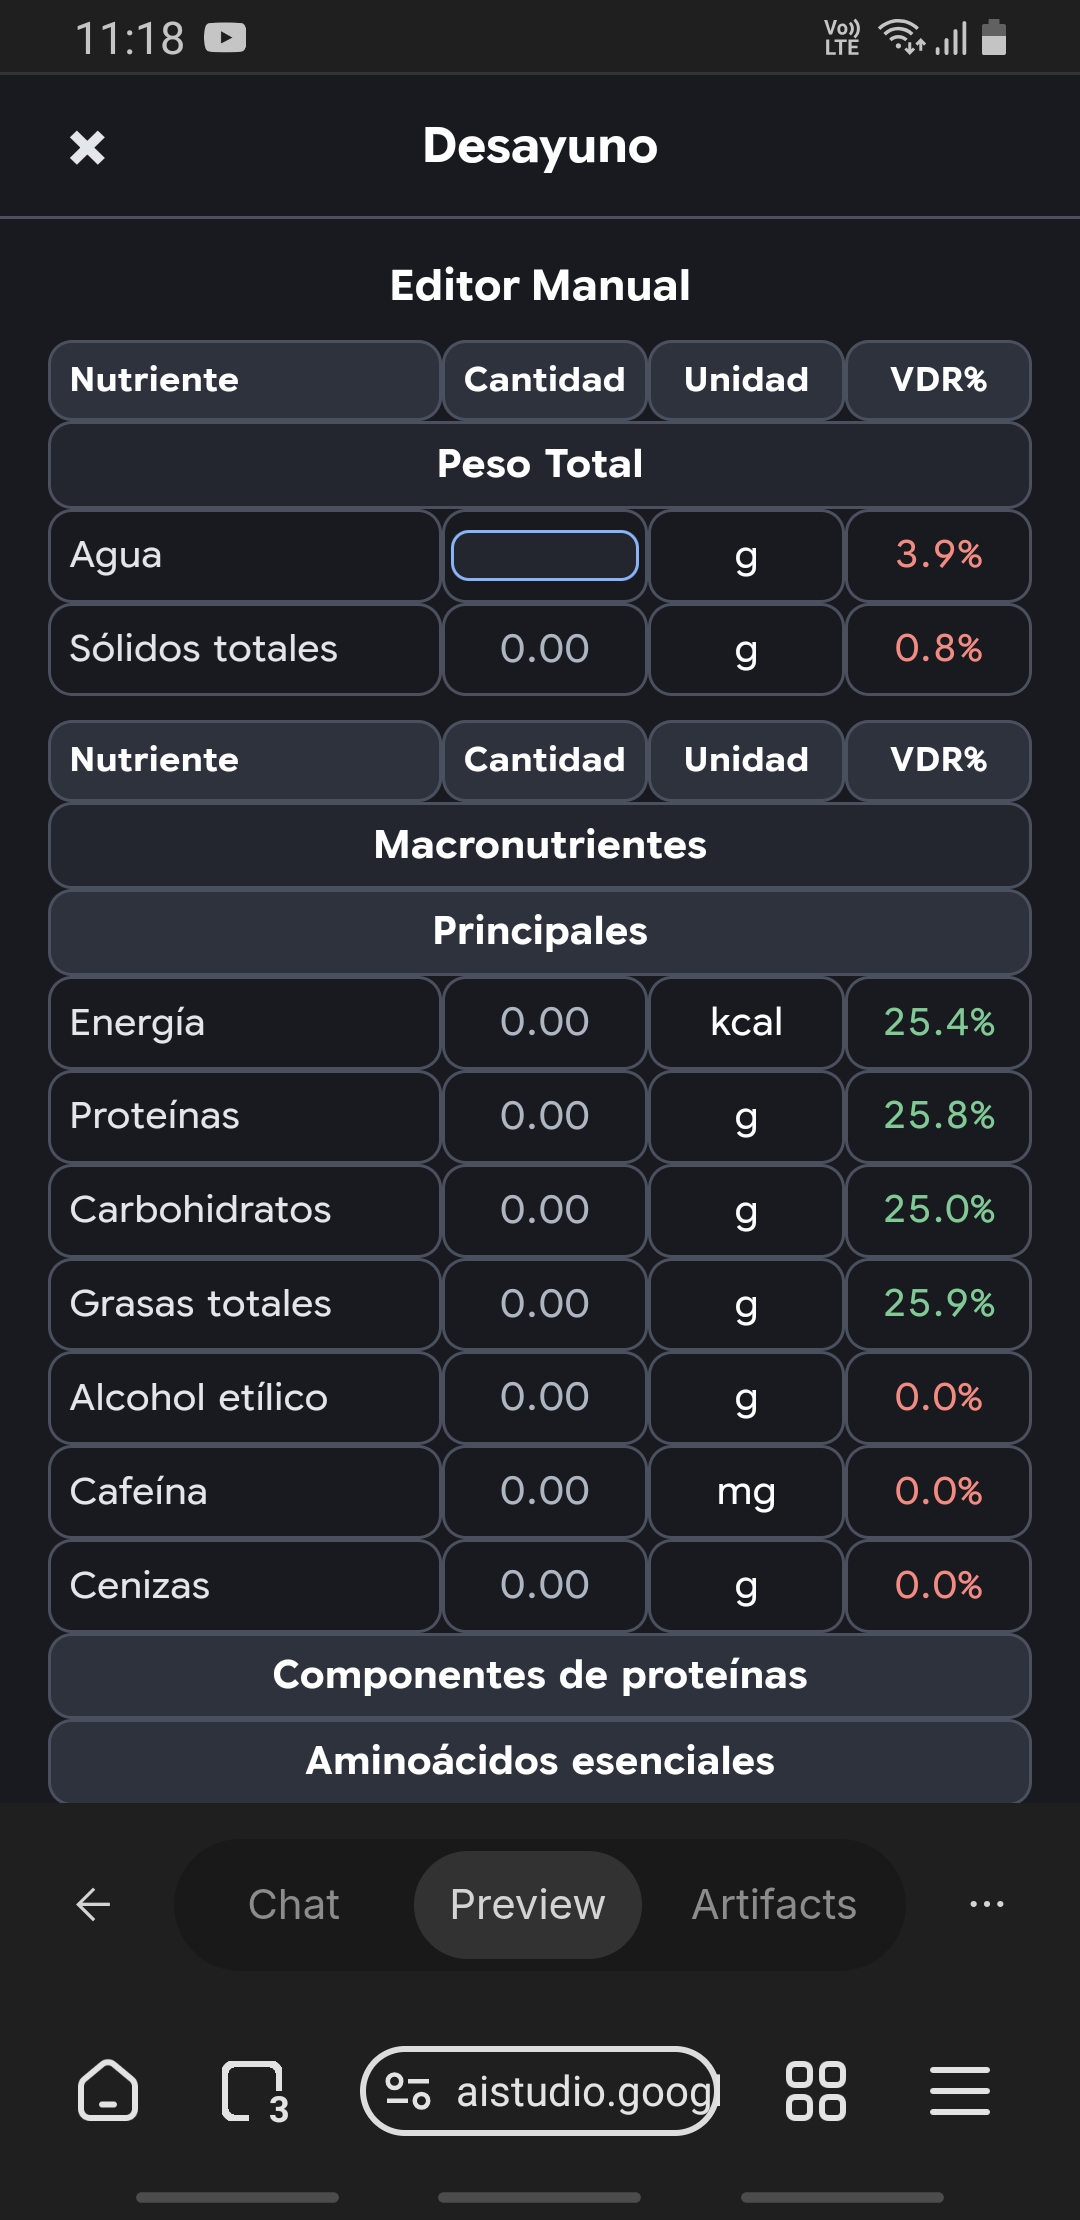 11:18
Vo)) LTE
Desayuno
Editor Manual
Nutriente Cantidad Unidad VDR%
Peso Total
Agua g 3.9%
Sólidos totales 0.00 g 0.8%
Nutriente Cantidad Unidad VDR%
Macronutrientes
Principales
Energía 0.00 kcal 25.4%
Proteínas 0.00 g 25.8%
Carbohidratos 0.00 g 25.0%
Grasas totales 0.00 g 25.9%
Alcohol etílico 0.00 g 0.0%
Cafeína 0.00 mg 0.0%
Cenizas 0.00 g 0.0%
Componentes de proteínas
Aminoácidos esenciales
Chat Preview Artifacts
3 aistudio.googl